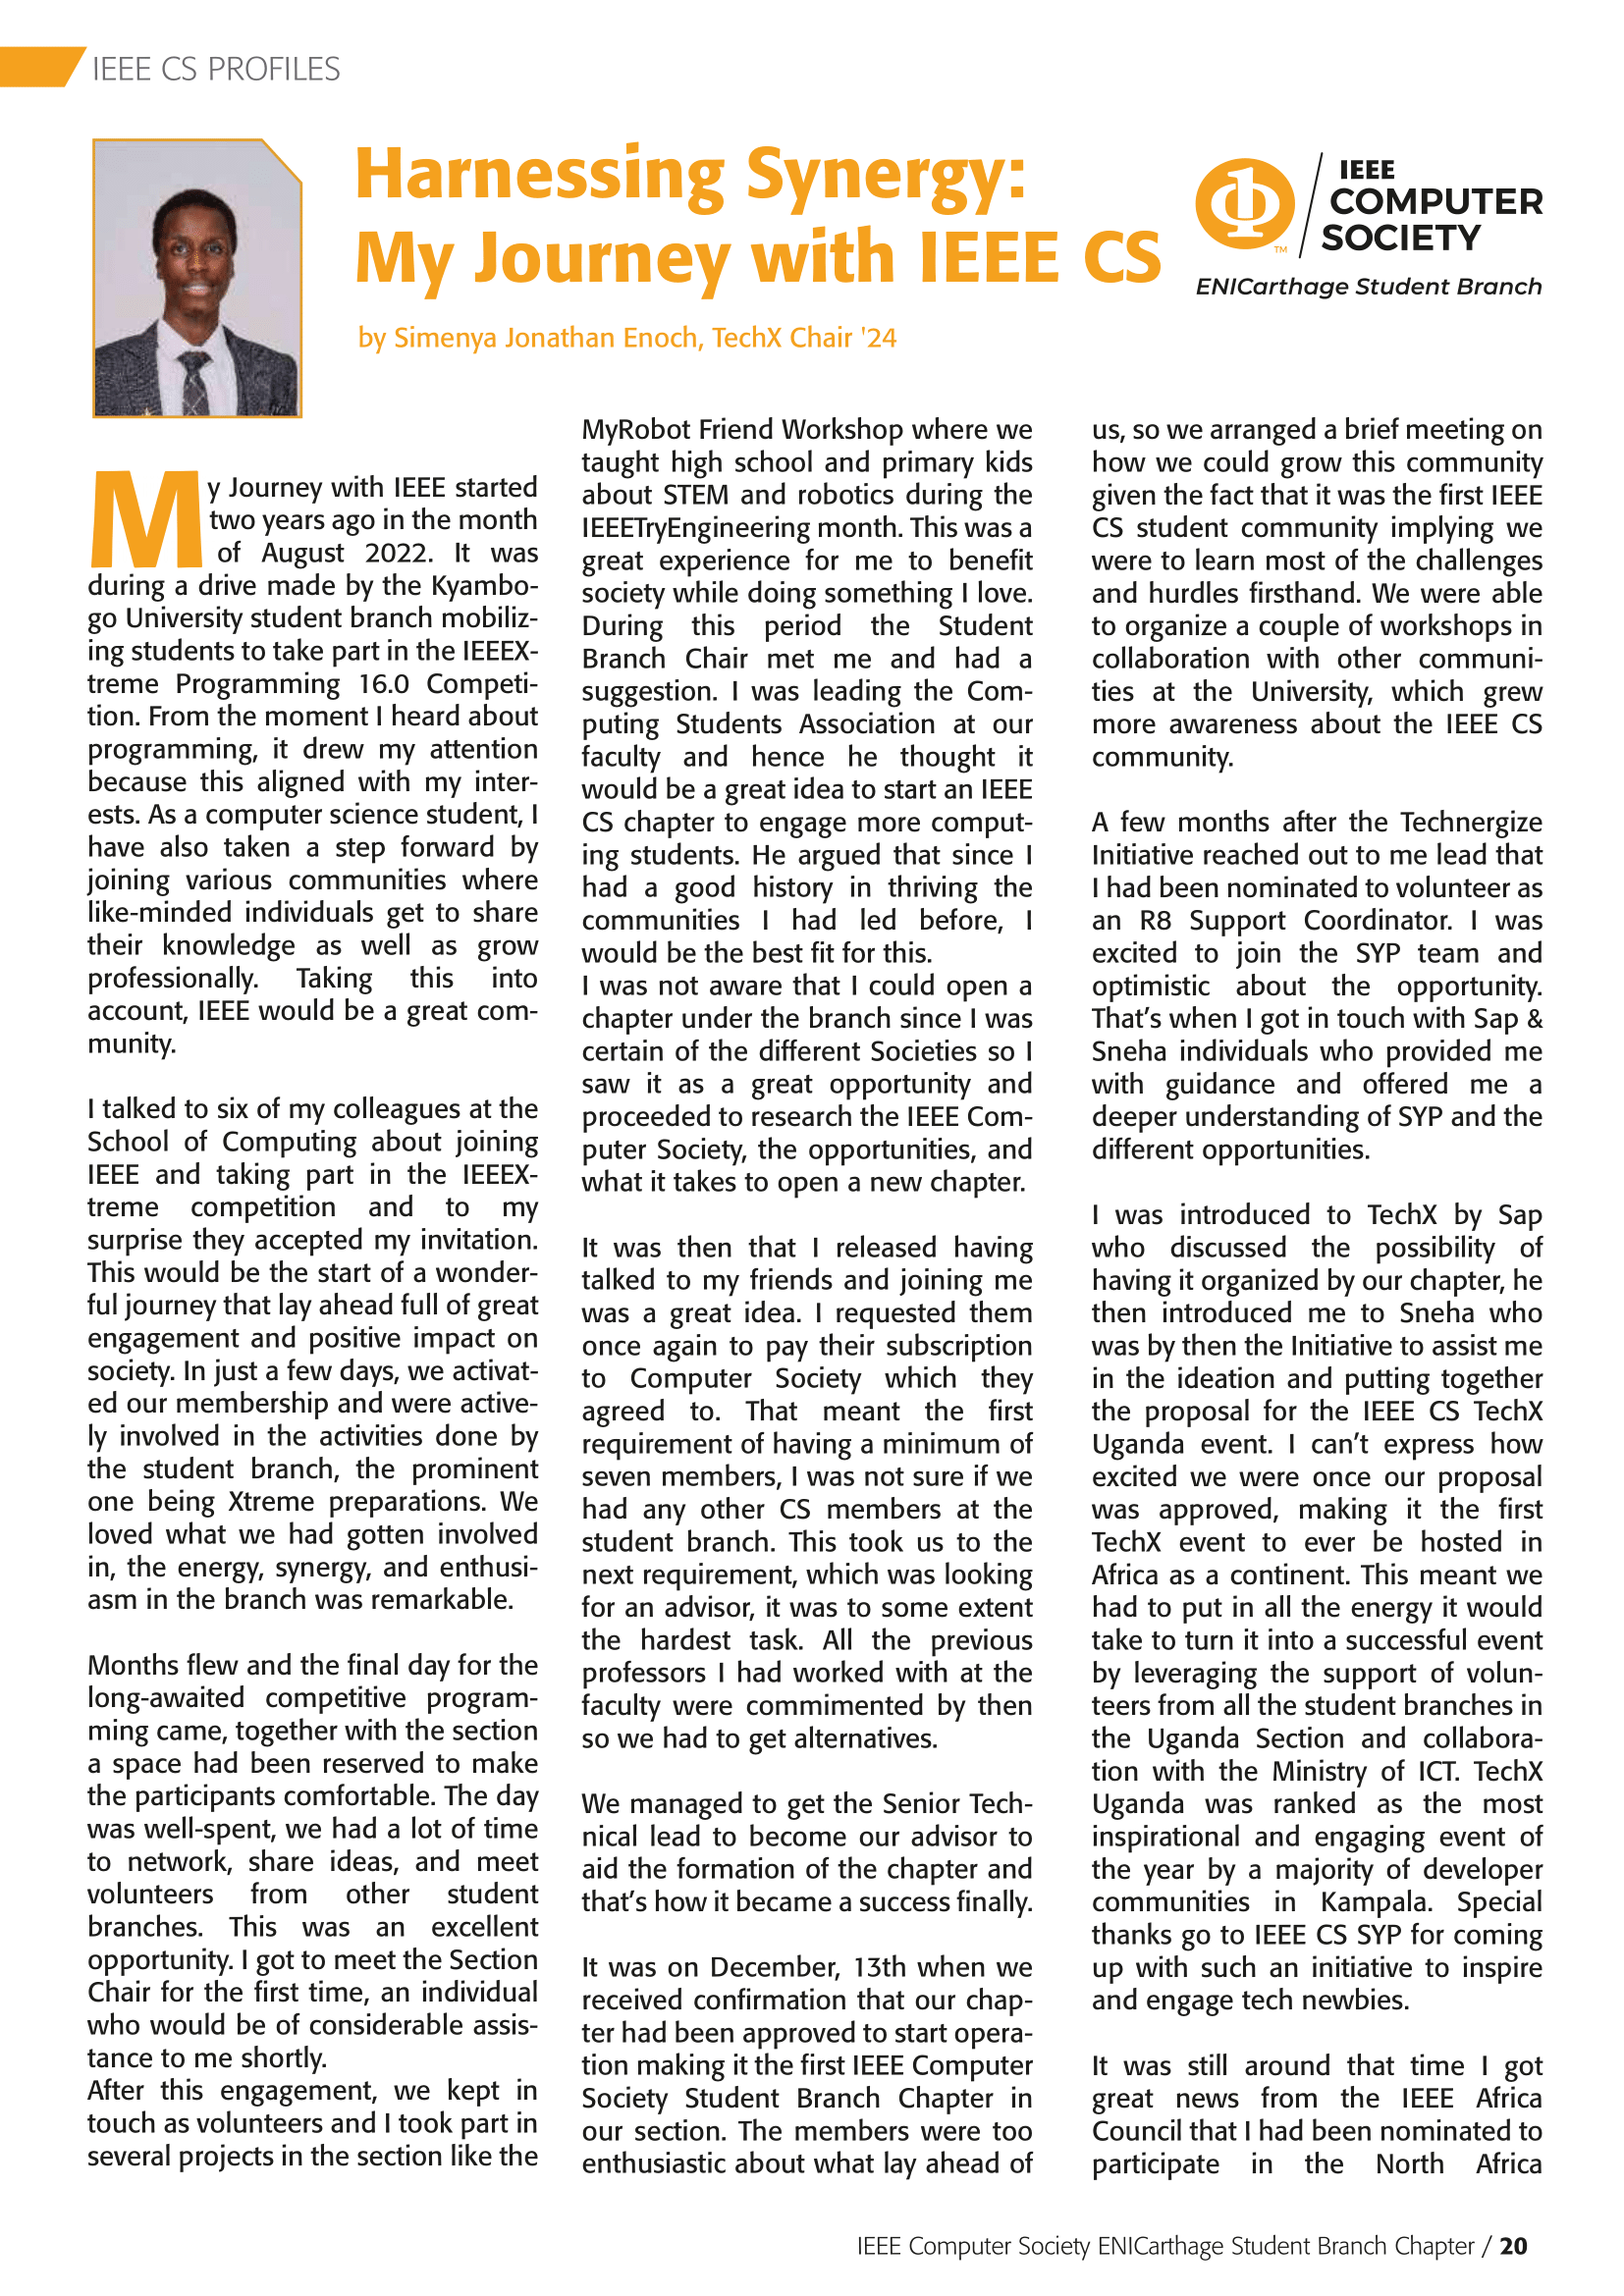 IEEE CS PROFILES
Harnessing Synergy:
My Journey with IEEE CS
by Simenya Jonathan Enoch, TechX Chair '24
IEEE
COMPUTER
SOCIETY
TM
ENICarthage Student Branch
My Journey with IEEE started
two years ago in the month
of August 2022. It was
during a drive made by the Kyambo-
go University student branch mobiliz-
ing students to take part in the IEEEX-
treme Programming 16.0 Competi-
tion. From the moment I heard about
programming, it drew my attention
because this aligned with my inter-
ests. As a computer science student, I
have also taken a step forward by
joining various communities where
like-minded individuals get to share
their knowledge as well as grow
professionally. Taking this into
account, IEEE would be a great com-
munity.
I talked to six of my colleagues at the
School of Computing about joining
IEEE and taking part in the IEEEX-
treme competition and to my
surprise they accepted my invitation.
This would be the start of a wonder-
ful journey that lay ahead full of great
engagement and positive impact on
society. In just a few days, we activat-
ed our membership and were active-
ly involved in the activities done by
the student branch, the prominent
one being Xtreme preparations. We
loved what we had gotten involved
in, the energy, synergy, and enthusi-
asm in the branch was remarkable.
Months flew and the final day for the
long-awaited competitive program-
ming came, together with the section
a space had been reserved to make
the participants comfortable. The day
was well-spent, we had a lot of time
to network, share ideas, and meet
volunteers from other student
branches. This was an excellent
opportunity. I got to meet the Section
Chair for the first time, an individual
who would be of considerable assis-
tance to me shortly.
After this engagement, we kept in
touch as volunteers and I took part in
several projects in the section like the
MyRobot Friend Workshop where we
taught high school and primary kids
about STEM and robotics during the
IEEETryEngineering month. This was a
great experience for me to benefit
society while doing something I love.
During this period the Student
Branch Chair met me and had a
suggestion. I was leading the Com-
puting Students Association at our
faculty and hence he thought it
would be a great idea to start an IEEE
CS chapter to engage more comput-
ing students. He argued that since I
had a good history in thriving the
communities I had led before, I
would be the best fit for this.
I was not aware that I could open a
chapter under the branch since I was
certain of the different Societies so I
saw it as a great opportunity and
proceeded to research the IEEE Com-
puter Society, the opportunities, and
what it takes to open a new chapter.
It was then that I released having
talked to my friends and joining me
was a great idea. I requested them
once again to pay their subscription
to Computer Society which they
agreed to. That meant the first
requirement of having a minimum of
seven members, I was not sure if we
had any other CS members at the
student branch. This took us to the
next requirement, which was looking
for an advisor, it was to some extent
the hardest task. All the previous
professors I had worked with at the
faculty were commimented by then
so we had to get alternatives.
We managed to get the Senior Tech-
nical lead to become our advisor to
aid the formation of the chapter and
that's how it became a success finally.
It was on December, 13th when we
received confirmation that our chap-
ter had been approved to start opera-
tion making it the first IEEE Computer
Society Student Branch Chapter in
our section. The members were too
enthusiastic about what lay ahead of
us, so we arranged a brief meeting on
how we could grow this community
given the fact that it was the first IEEE
CS student community implying we
were to learn most of the challenges
and hurdles firsthand. We were able
to organize a couple of workshops in
collaboration with other communi-
ties at the University, which grew
more awareness about the IEEE CS
community.
A few months after the Technergize
Initiative reached out to me lead that
I had been nominated to volunteer as
an R8 Support Coordinator. I was
excited to join the SYP team and
optimistic about the opportunity.
That's when I got in touch with Sap &
Sneha individuals who provided me
with guidance and offered me a
deeper understanding of SYP and the
different opportunities.
I was introduced to TechX by Sap
who discussed the possibility of
having it organized by our chapter, he
then introduced me to Sneha who
was by then the Initiative to assist me
in the ideation and putting together
the proposal for the IEEE CS TechX
Uganda event. I can't express how
excited we were once our proposal
was approved, making it the first
TechX event to ever be hosted in
Africa as a continent. This meant we
had to put in all the energy it would
take to turn it into a successful event
by leveraging the support of volun-
teers from all the student branches in
the Uganda Section and collabora-
tion with the Ministry of ICT. TechX
Uganda was ranked as the most
inspirational and engaging event of
the year by a majority of developer
communities in Kampala. Special
thanks go to IEEE CS SYP for coming
up with such an initiative to inspire
and engage tech newbies.
It was still around that time I got
great news from the IEEE Africa
Council that I had been nominated to
participate in the North Africa
IEEE Computer Society ENICarthage Student Branch Chapter / 20